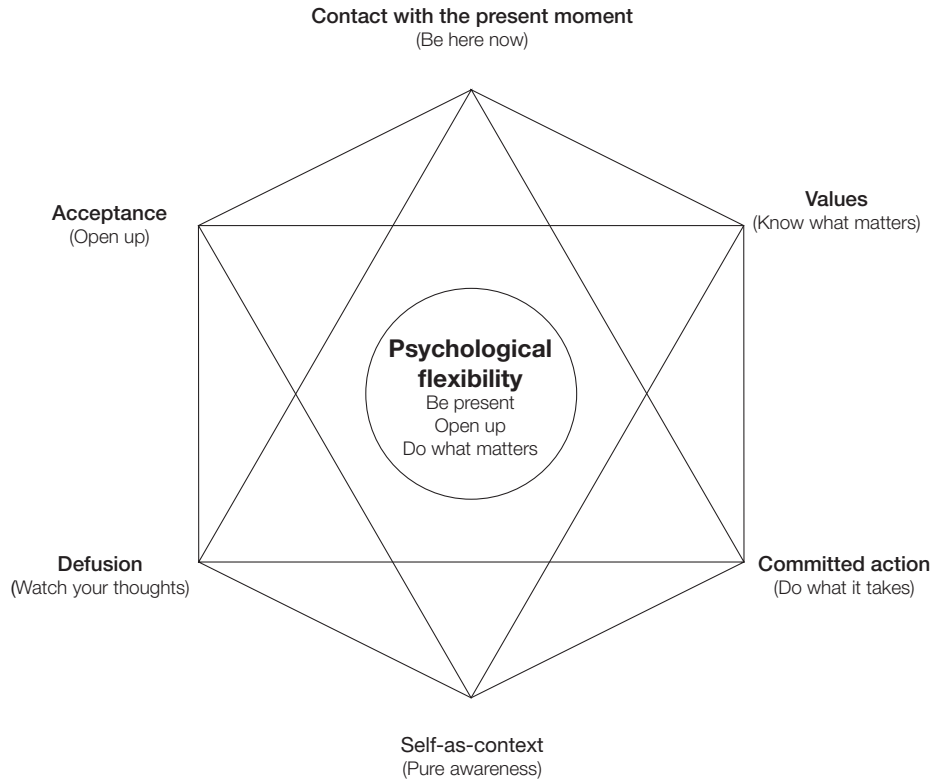 Contact with the present moment
(Be here now)
Acceptance
(Open up)
Values
(Know what matters)
Psychological
flexibility
Be present
Open up
Do what matters
Defusion
(Watch your thoughts)
Committed action
(Do what it takes)
Self-as-context
(Pure awareness)